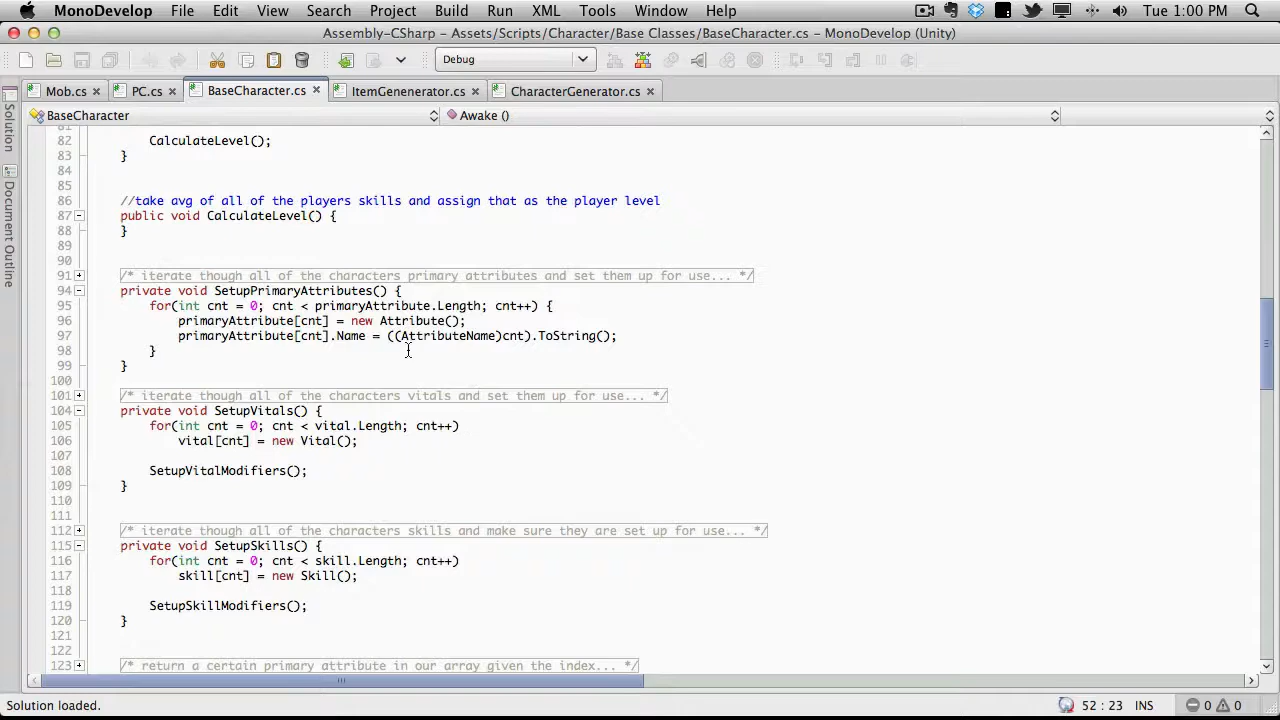 MonoDevelop File Edit View Search Project Build Run XML Tools Window Help Tue 1:00 PM
Assembly-CSharp – Assets/Scripts/Character/Base Classes/BaseCharacter.cs – MonoDevelop (Unity)
Debug
Mob.cs PC.cs BaseCharacter.cs ItemGenenerator.cs CharacterGenerator.cs
Solution
Document Outline
BaseCharacter Awake ()
81
82 CalculateLevel();
83 }
84
85
86 //take avg of all of the players skills and assign that as the player level
87 public void CalculateLevel() {
88 }
89
90
91 /* iterate though all of the characters primary attributes and set them up for use... */
94 private void SetupPrimaryAttributes() {
95 for(int cnt = 0; cnt < primaryAttribute.Length; cnt++) {
96 primaryAttribute[cnt] = new Attribute();
97 primaryAttribute[cnt].Name = ((AttributeName)cnt).ToString();
98 }
99 }
100
101 /* iterate though all of the characters vitals and set them up for use... */
104 private void SetupVitals() {
105 for(int cnt = 0; cnt < vital.Length; cnt++)
106 vital[cnt] = new Vital();
107
108 SetupVitalModifiers();
109 }
110
111
112 /* iterate though all of the characters skills and make sure they are set up for use... */
115 private void SetupSkills() {
116 for(int cnt = 0; cnt < skill.Length; cnt++)
117 skill[cnt] = new Skill();
118
119 SetupSkillModifiers();
120 }
121
122
123 /* return a certain primary attribute in our array given the index... */
Solution loaded. 52 : 23 INS 0 0